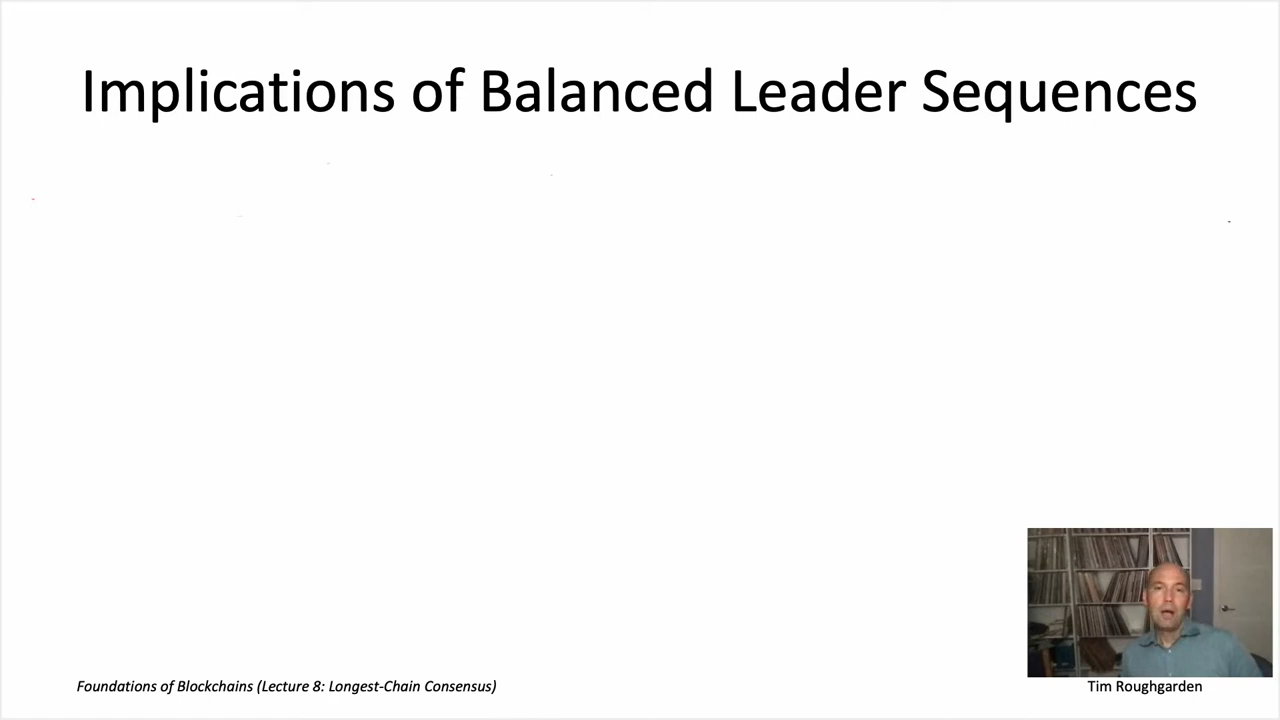 Implications of Balanced Leader Sequences
Foundations of Blockchains (Lecture 8: Longest-Chain Consensus)
Tim Roughgarden